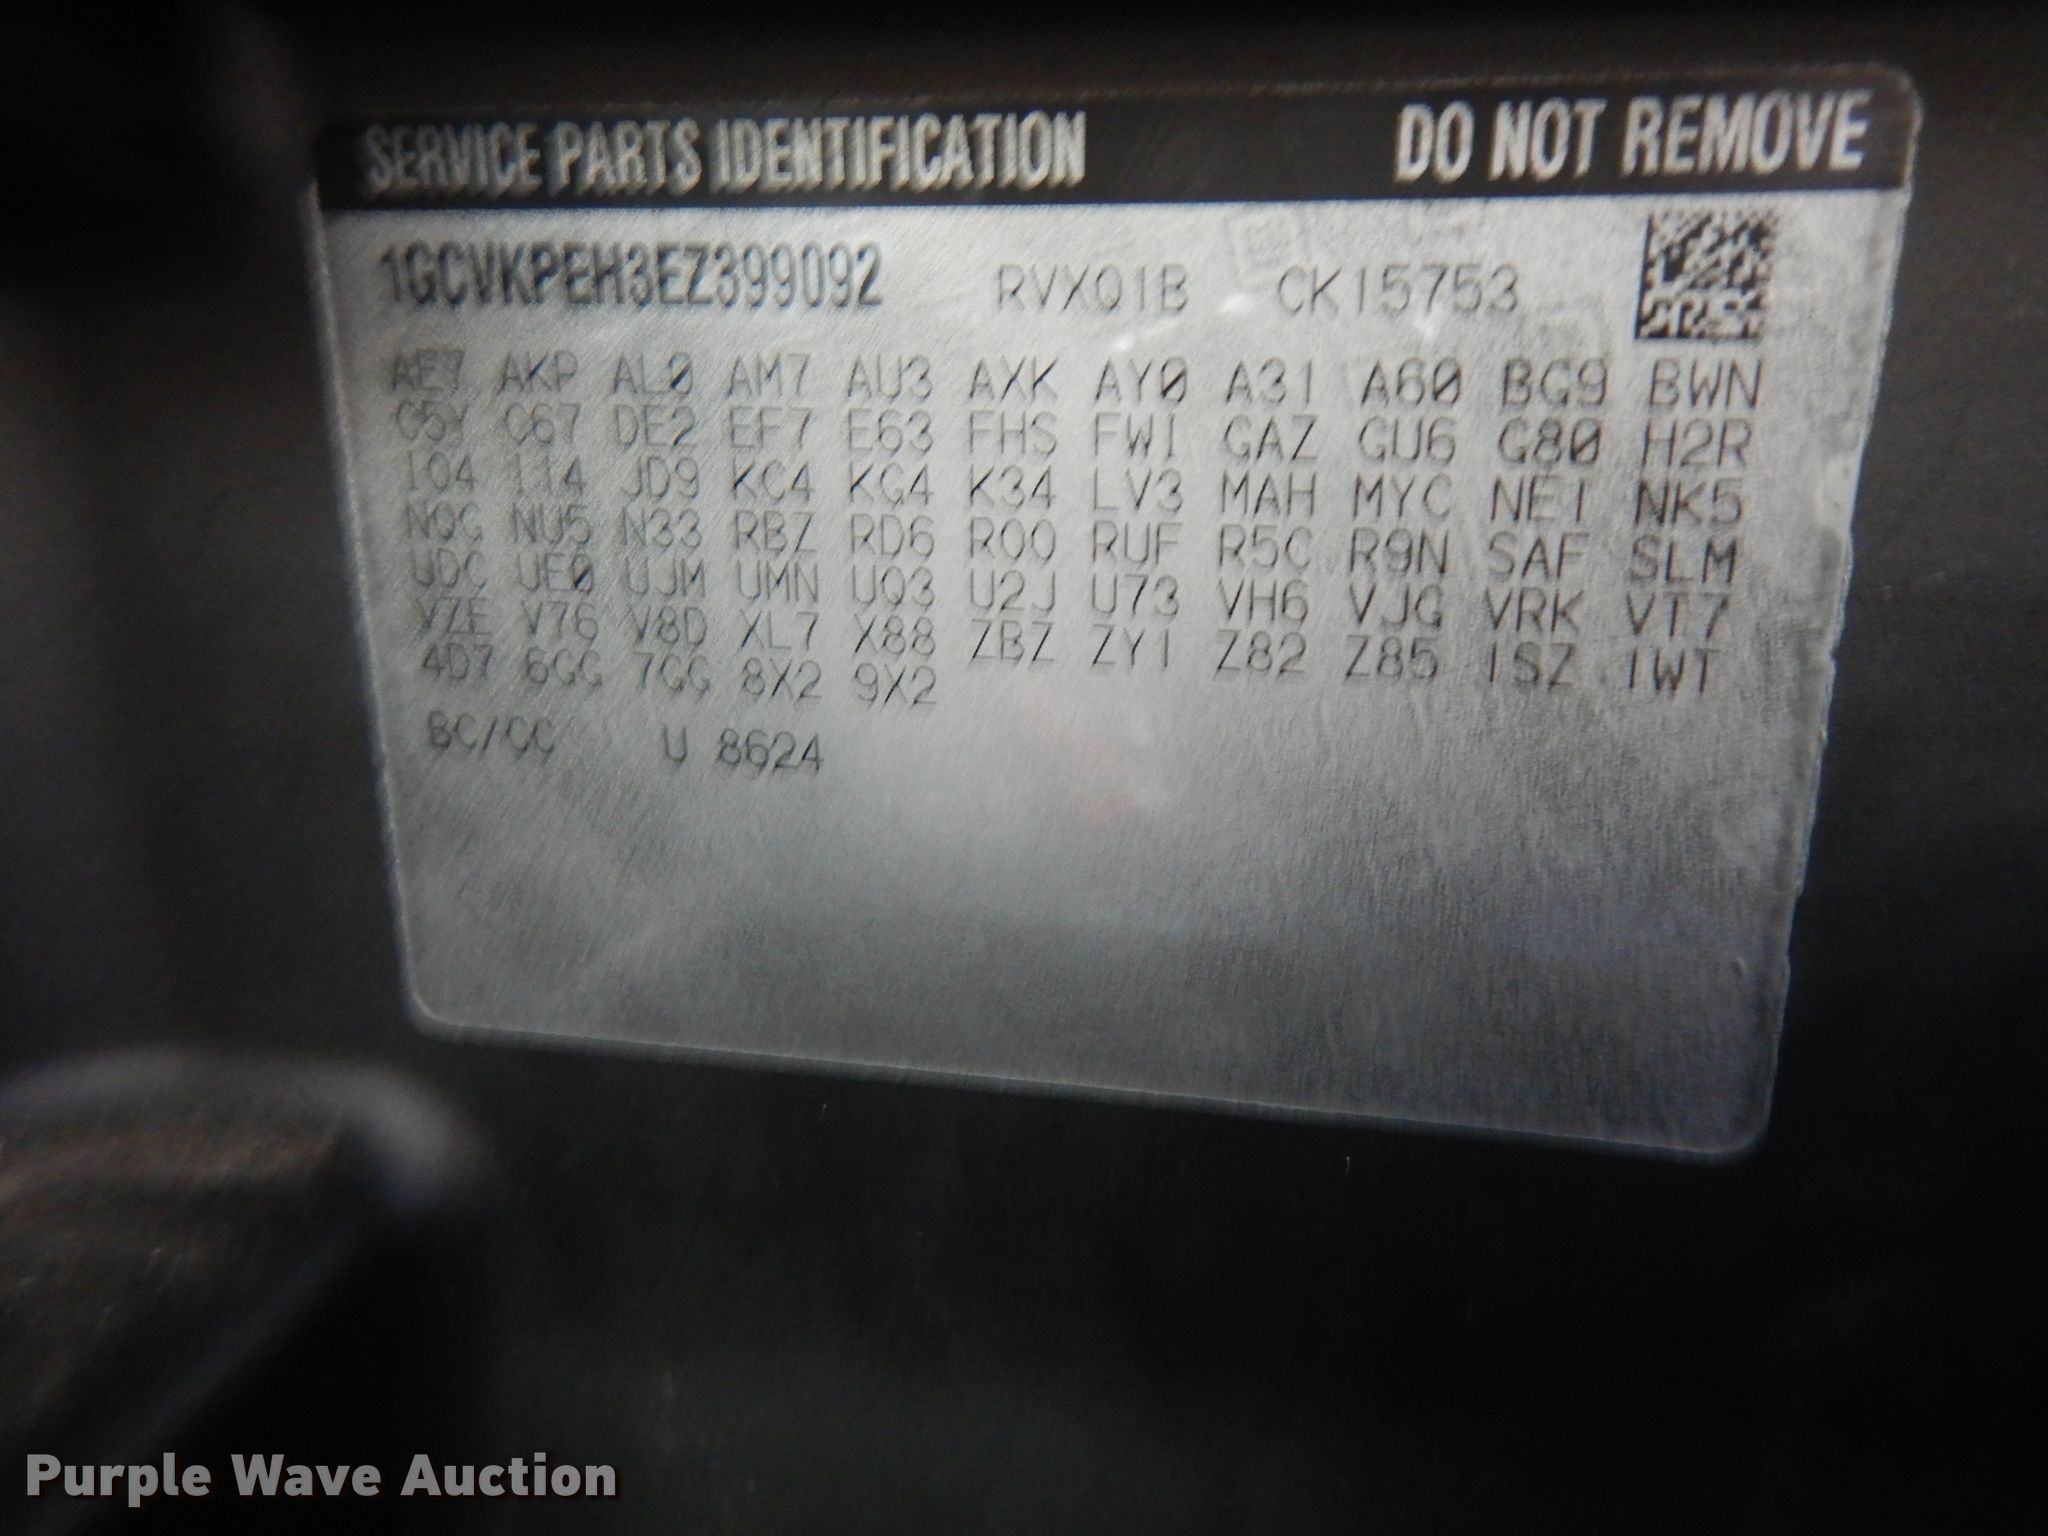 SERVICE PARTS IDENTIFICATION DO NOT REMOVE
1GCVKPEH3EZ399092 RVXQ1B CK15753
AE7 AKP AL0 AM7 AU3 AXK AY0 A31 A60 BG9 BWN
C5Y C67 DE2 EF7 E63 FHS FWI GAZ GU6 G80 H2R
IO4 I14 JD9 KC4 KG4 K34 LV3 MAH MYC NE1 NK5
NQG NU5 N33 RBZ RD6 RQO RUF R5C R9N SAF SLM
UDC UE0 UJM UMN UQ3 U2J U73 VH6 VJG VRK VT7
VZE V76 V8D XL7 X88 ZBZ ZY1 Z82 Z85 1SZ 1WT
4D7 6GG 7GG 8X2 9X2
BC/CC U 8624
Purple Wave Auction